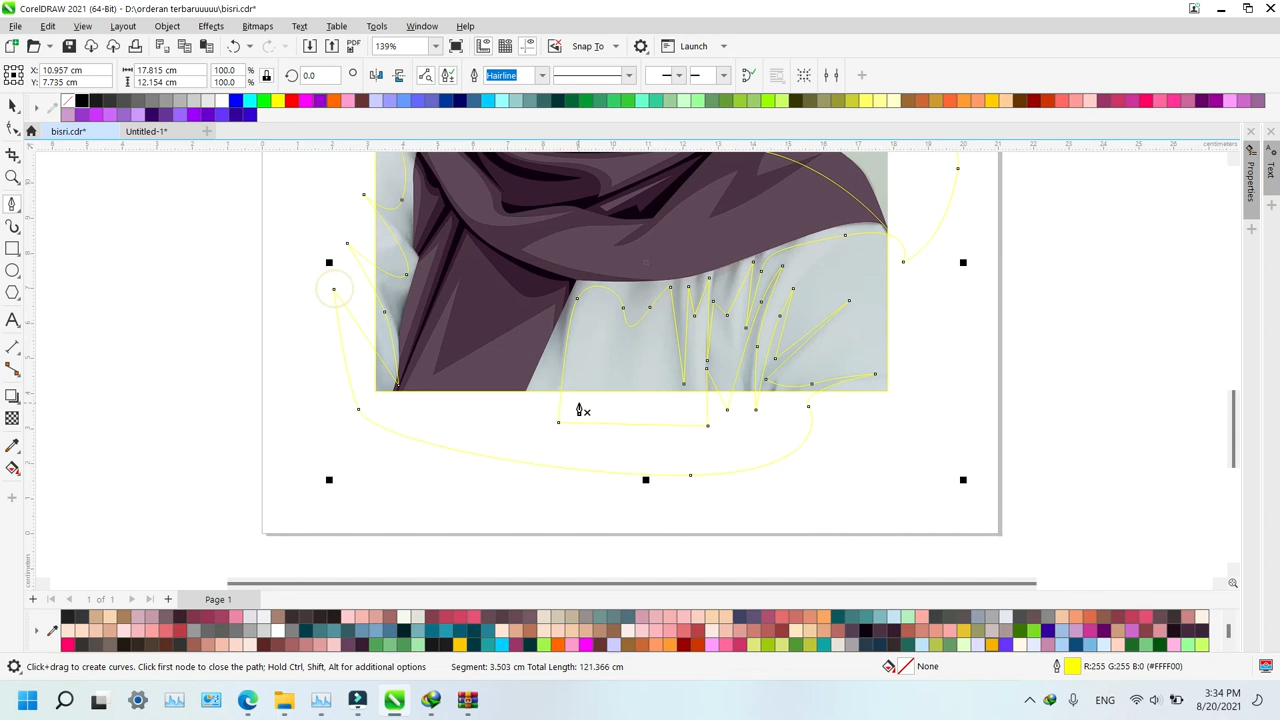 CorelDRAW 2021 (64-Bit) - D:\orderan terbaruuuuu\bisri.cdr*
File Edit View Layout Object Effects Bitmaps Text Table Tools Window Help
PDF 139% Snap To Launch
X: 10.957 cm 17.815 cm 100.0 % 0.0 Hairline
Y: 7.735 cm 12.154 cm 100.0 %
bisri.cdr* Untitled-1*
centimeters
Properties
Text
1 of 1 Page 1
Click+drag to create curves. Click first node to close the path; Hold Ctrl, Shift, Alt for additional options Segment: 3.503 cm Total Length: 121.366 cm None R:255 G:255 B:0 (#FFFF00)
ENG 3:34 PM
8/20/2021